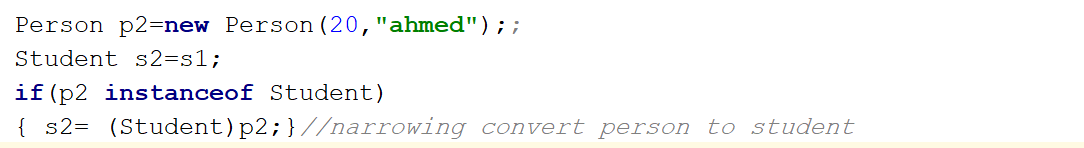 Person p2=new Person(20,"ahmed");;
Student s2=s1;
if(p2 instanceof Student)
{ s2= (Student)p2;}//narrowing convert person to student